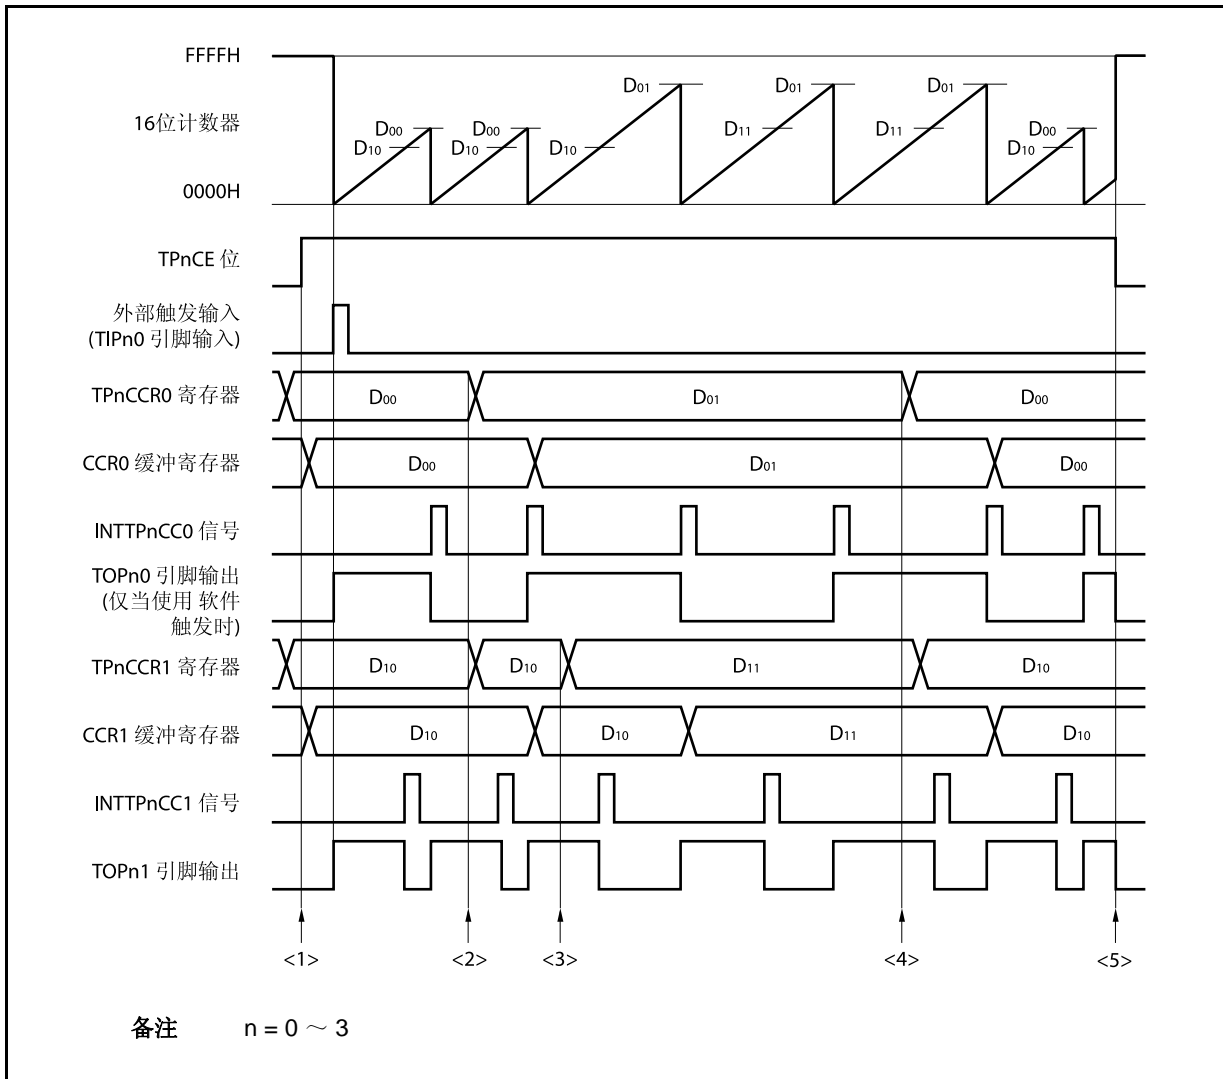 FFFFH
16位计数器
0000H
D01 D01 D01
D00 D00 D11 D11 D00
D10 D10 D10 D10
TPnCE 位
外部触发输入
(TIPn0 引脚输入)
TPnCCR0 寄存器 D00 D01 D00
CCR0 缓冲寄存器 D00 D01 D00
INTTPnCC0 信号
TOPn0 引脚输出
(仅当使用 软件
触发时)
TPnCCR1 寄存器 D10 D10 D11 D10
CCR1 缓冲寄存器 D10 D10 D11 D10
INTTPnCC1 信号
TOPn1 引脚输出
<1> <2> <3> <4> <5>
备注 n = 0 ～ 3